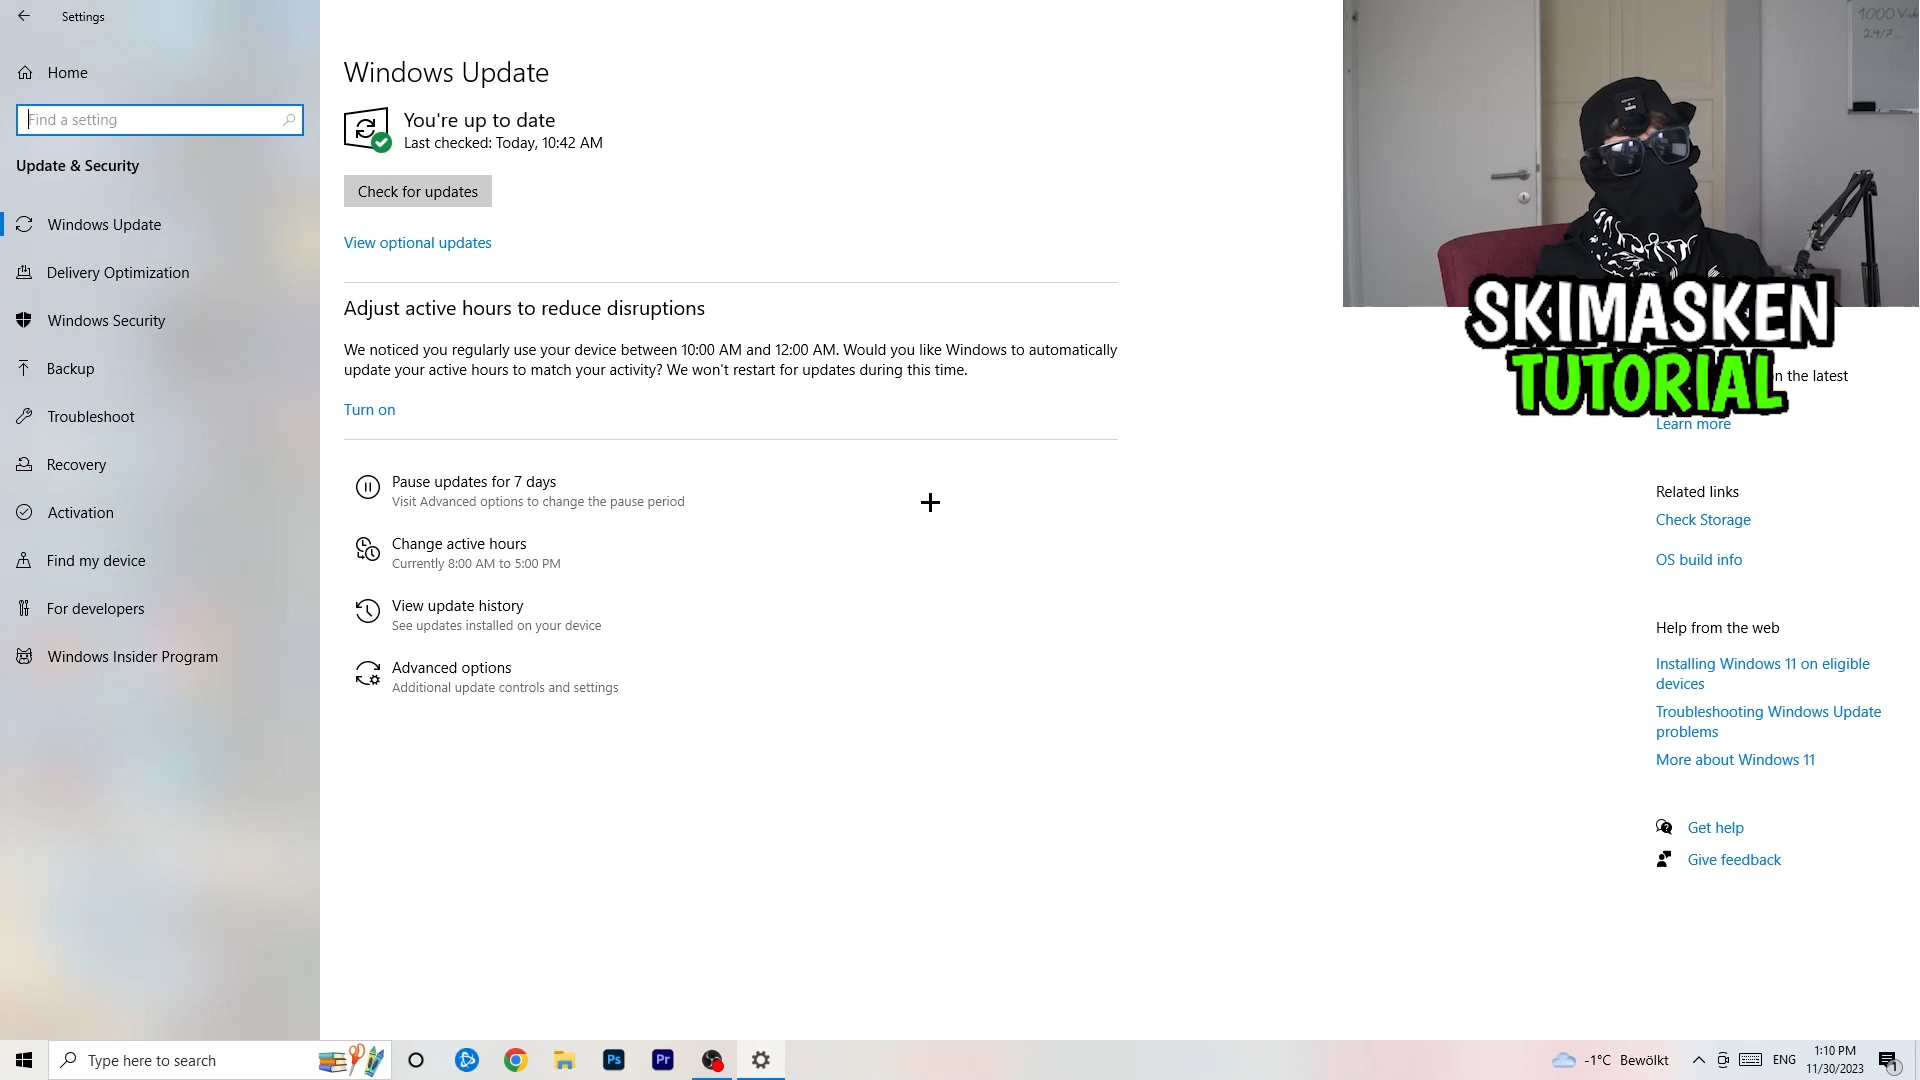 Settings
Home
Find a setting
Update & Security
Windows Update
Delivery Optimization
Windows Security
Backup
Troubleshoot
Recovery
Activation
Find my device
For developers
Windows Insider Program
Windows Update
You're up to date
Last checked: Today, 10:42 AM
Check for updates
View optional updates
Adjust active hours to reduce disruptions
We noticed you regularly use your device between 10:00 AM and 12:00 AM. Would you like Windows to automatically
update your active hours to match your activity? We won't restart for updates during this time.
Turn on
Pause updates for 7 days
Visit Advanced options to change the pause period
Change active hours
Currently 8:00 AM to 5:00 PM
View update history
See updates installed on your device
Advanced options
Additional update controls and settings
SKIMASKEN
TUTORIAL
n the latest
Learn more
Related links
Check Storage
OS build info
Help from the web
Installing Windows 11 on eligible
devices
Troubleshooting Windows Update
problems
More about Windows 11
Get help
Give feedback
Type here to search
Ps
Pr
-1°C Bewölkt
ENG
1:10 PM
11/30/2023
1